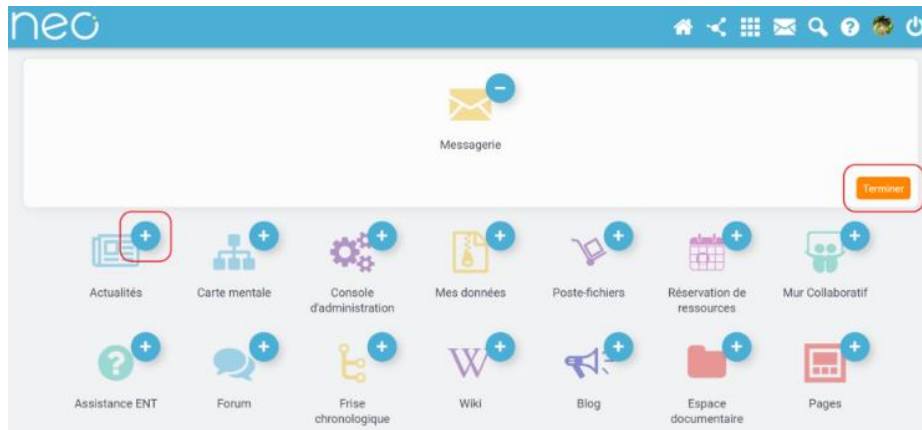 neo
Messagerie
Terminer
Actualités
Carte mentale
Console
d'administration
Mes données
Poste-fichiers
Réservation de
ressources
Mur Collaboratif
Assistance ENT
Forum
Frise
chronologique
Wiki
Blog
Espace
documentaire
Pages